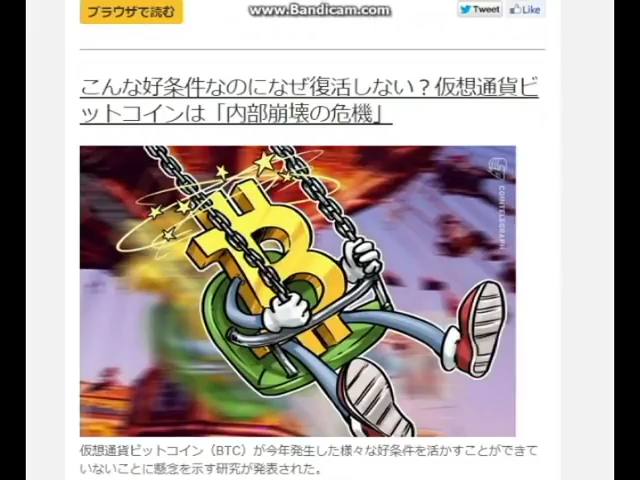 ブラウザで読む
www.Bandicam.com
Tweet
Like
こんな好条件なのになぜ復活しない？仮想通貨ビ
ットコインは「内部崩壊の危機」
COINTELEGRAPH
仮想通貨ビットコイン（BTC）が今年発生した様々な好条件を活かすことができて
いないことに懸念を示す研究が発表された。